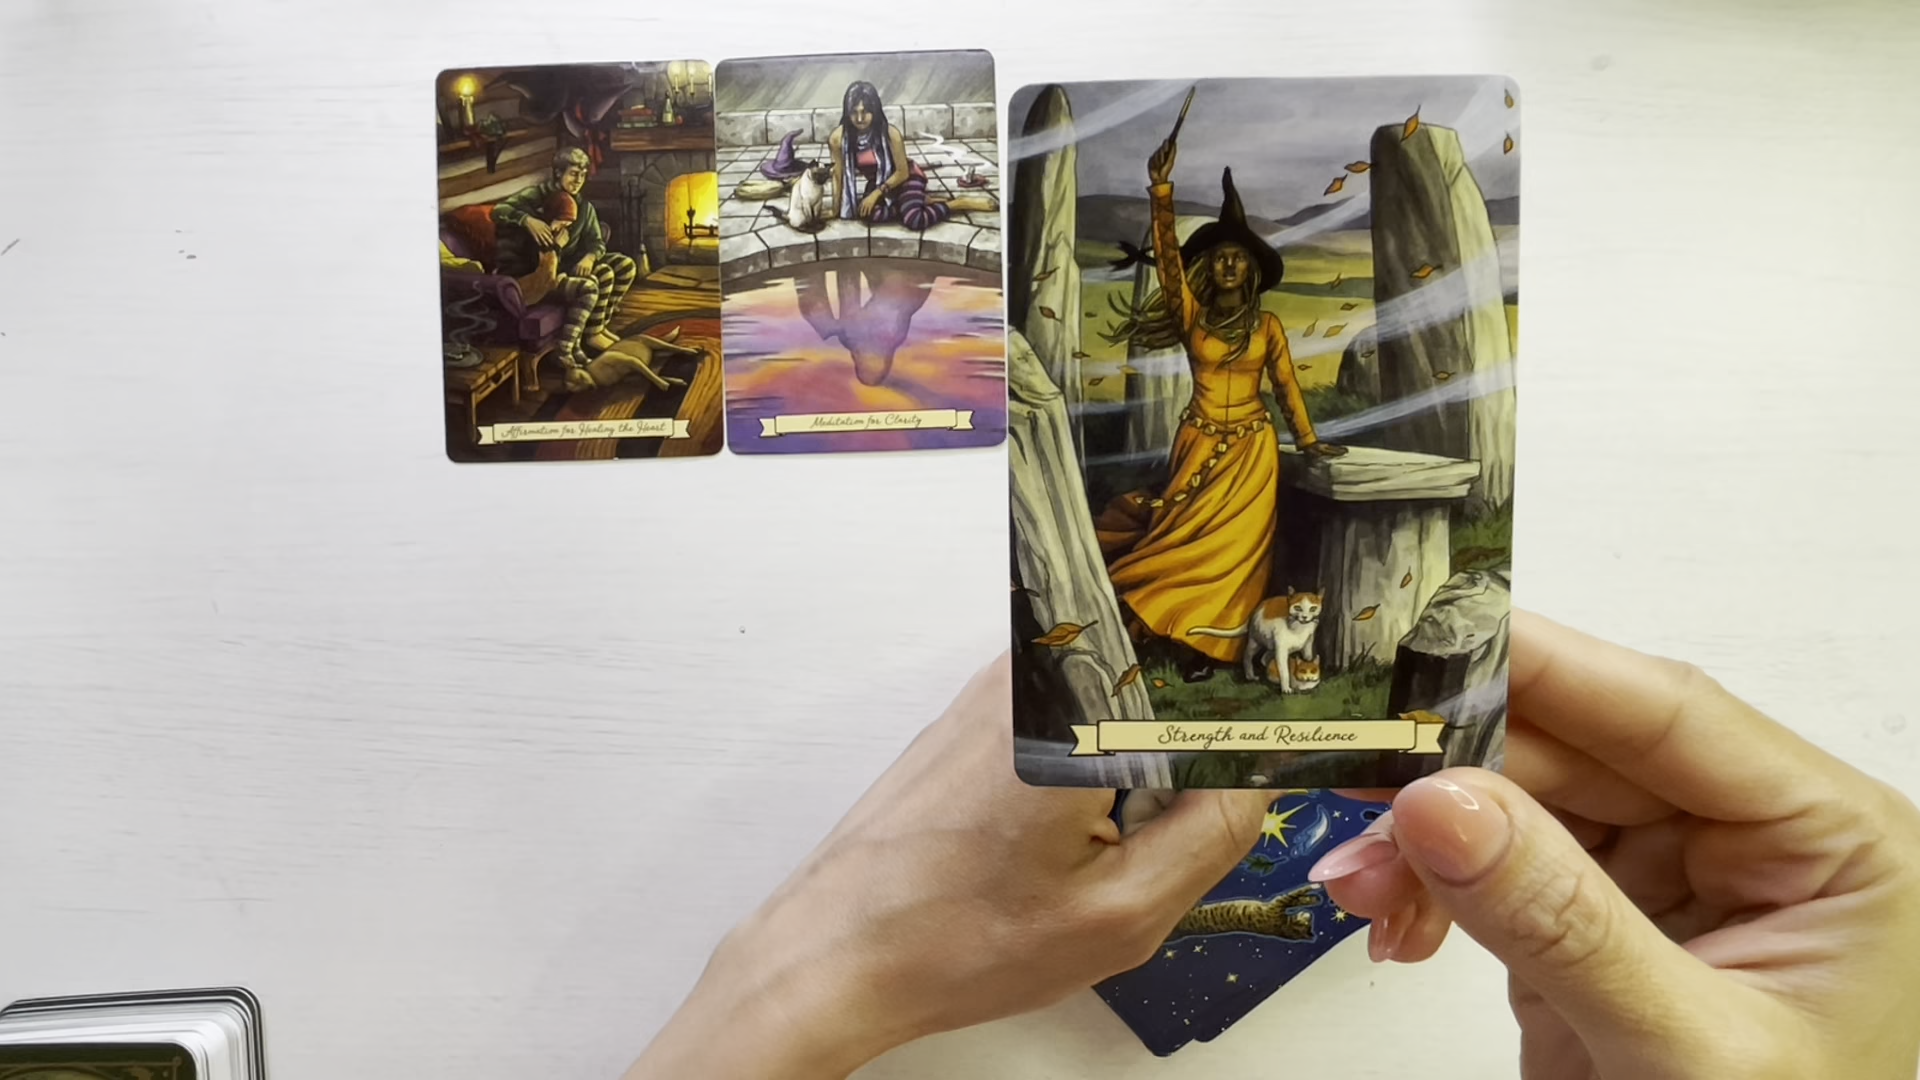 Affirmation for Healing the Heart
Meditation for Clarity
Strength and Resilience